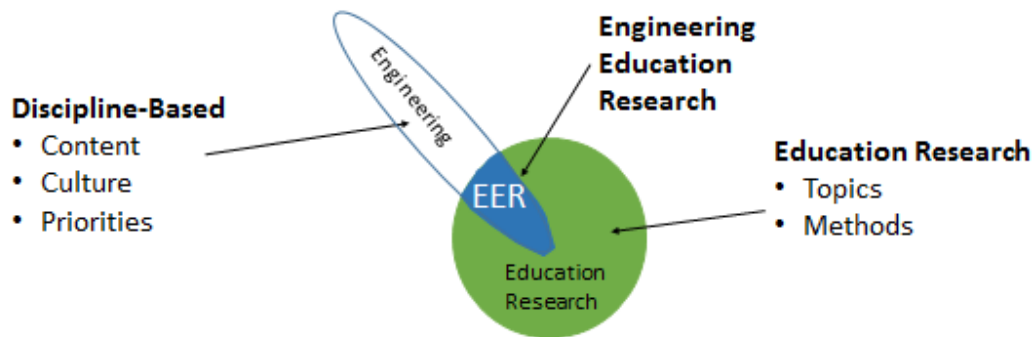 Discipline-Based
• Content
• Culture
• Priorities
Engineering
Engineering
Education
Research
EER
Education
Research
Education Research
• Topics
• Methods